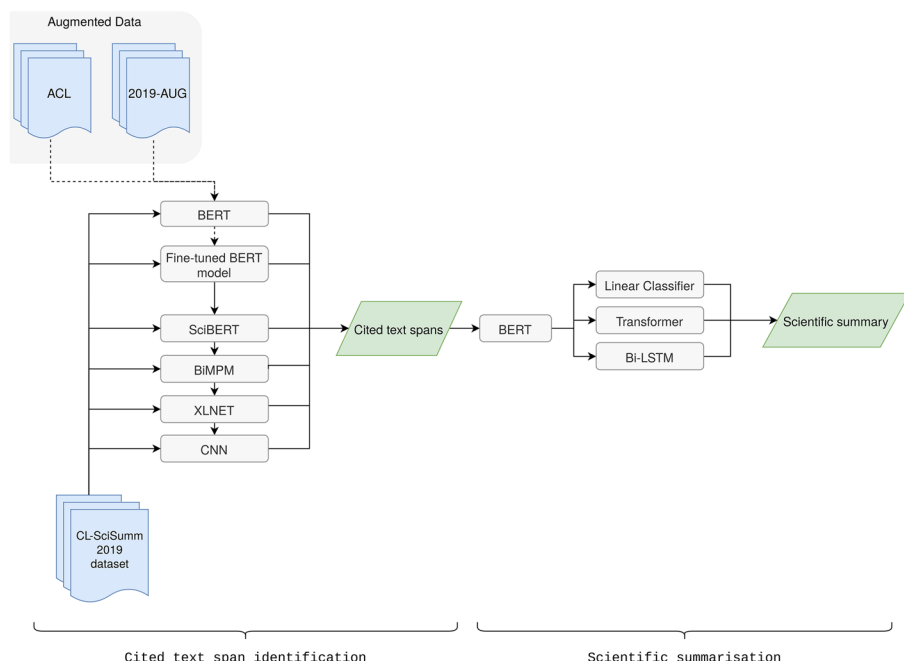 Augmented Data
ACL
2019-AUG
BERT
Fine-tuned BERT
model
SciBERT
BiMPM
XLNET
CNN
CL-SciSumm
2019
dataset
Cited text spans
BERT
Linear Classifier
Transformer
Bi-LSTM
Scientific summary
Cited text span identification
Scientific summarisation